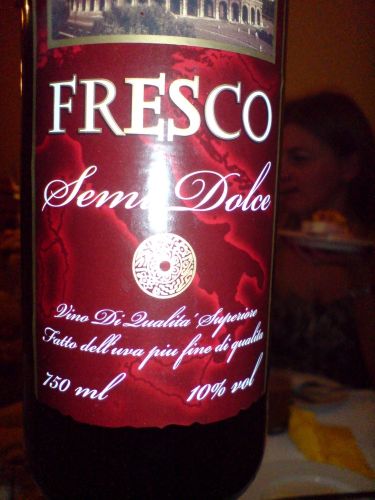 FRESCO
Semi Dolce
Vino Di Qualita' Superiore
Fatto dell'uva piu fine di qualita
750 ml 10% vol